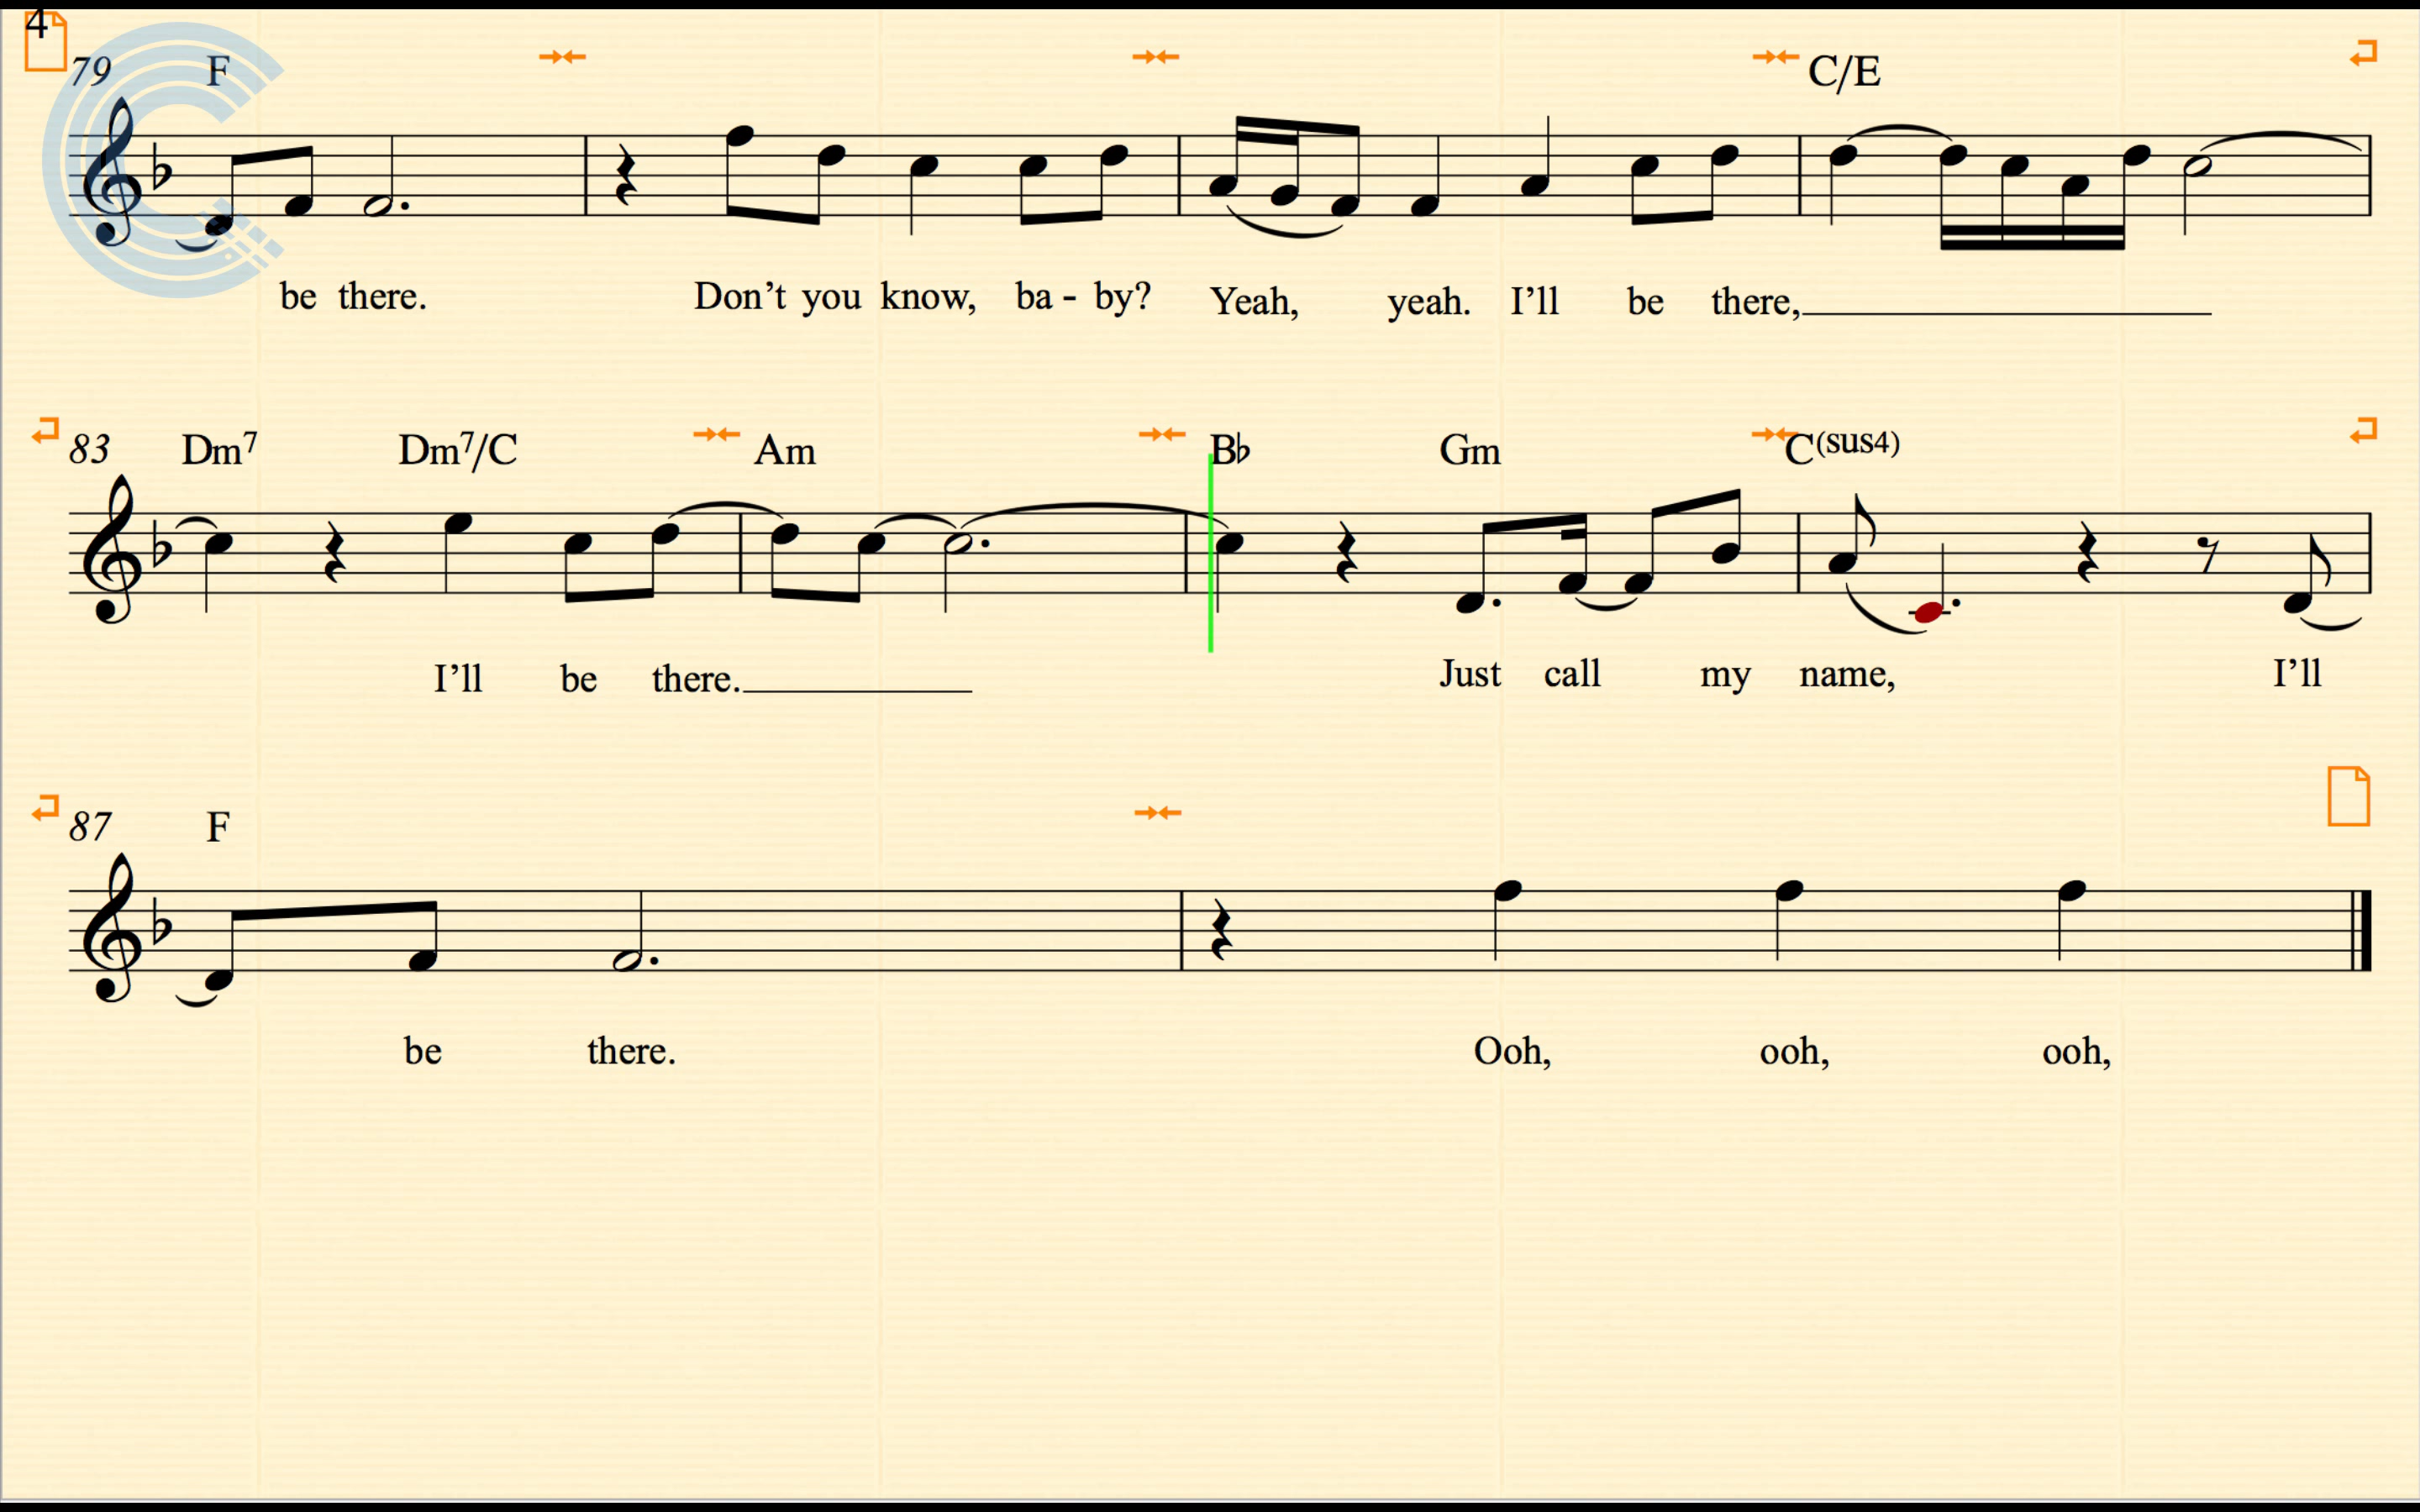 4
79 F C/E
be there. Don’t you know, ba - by? Yeah, yeah. I’ll be there,
83 Dm7 Dm7/C Am B♭ Gm C(sus4)
I’ll be there. Just call my name, I’ll
87 F
be there. Ooh, ooh, ooh,